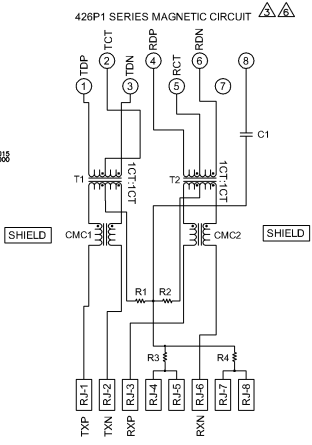 426P1 SERIES MAGNETIC CIRCUIT 3 6
TDP TCT TDN RDP RCT RDN
1 2 3 4 5 6 7 8
C1
015
000
T1 1CT:1CT T2 1CT:1CT
SHIELD CMC1 CMC2 SHIELD
R1 R2
R3 R4
RJ-1 RJ-2 RJ-3 RJ-4 RJ-5 RJ-6 RJ-7 RJ-8
TXP TXN RXP RXN